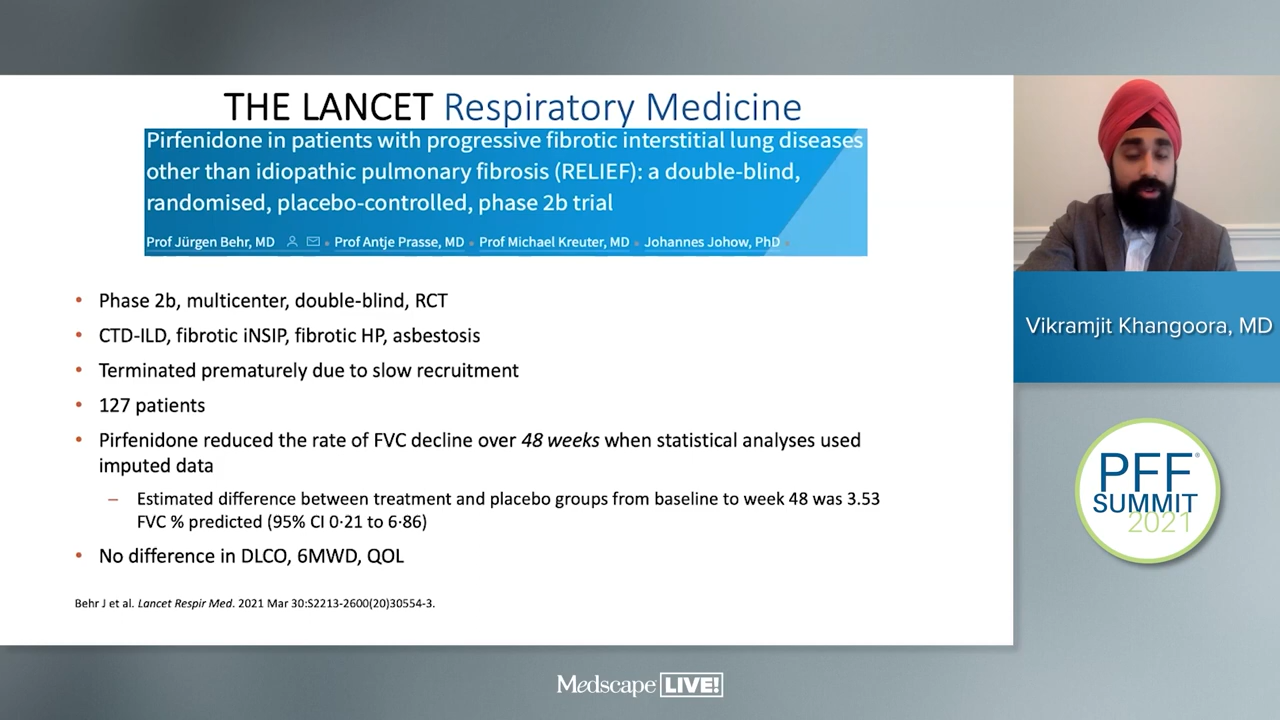 THE LANCET Respiratory Medicine
Pirfenidone in patients with progressive fibrotic interstitial lung diseases
other than idiopathic pulmonary fibrosis (RELIEF): a double-blind,
randomised, placebo-controlled, phase 2b trial
Prof Jürgen Behr, MD • Prof Antje Prasse, MD • Prof Michael Kreuter, MD • Johannes Johow, PhD •
• Phase 2b, multicenter, double-blind, RCT
• CTD-ILD, fibrotic iNSIP, fibrotic HP, asbestosis
• Terminated prematurely due to slow recruitment
• 127 patients
• Pirfenidone reduced the rate of FVC decline over 48 weeks when statistical analyses used
imputed data
– Estimated difference between treatment and placebo groups from baseline to week 48 was 3.53
FVC % predicted (95% CI 0·21 to 6·86)
• No difference in DLCO, 6MWD, QOL
Behr J et al. Lancet Respir Med. 2021 Mar 30:S2213-2600(20)30554-3.
Vikramjit Khangoora, MD
PFF®
SUMMIT
2021
Medscape LIVE!